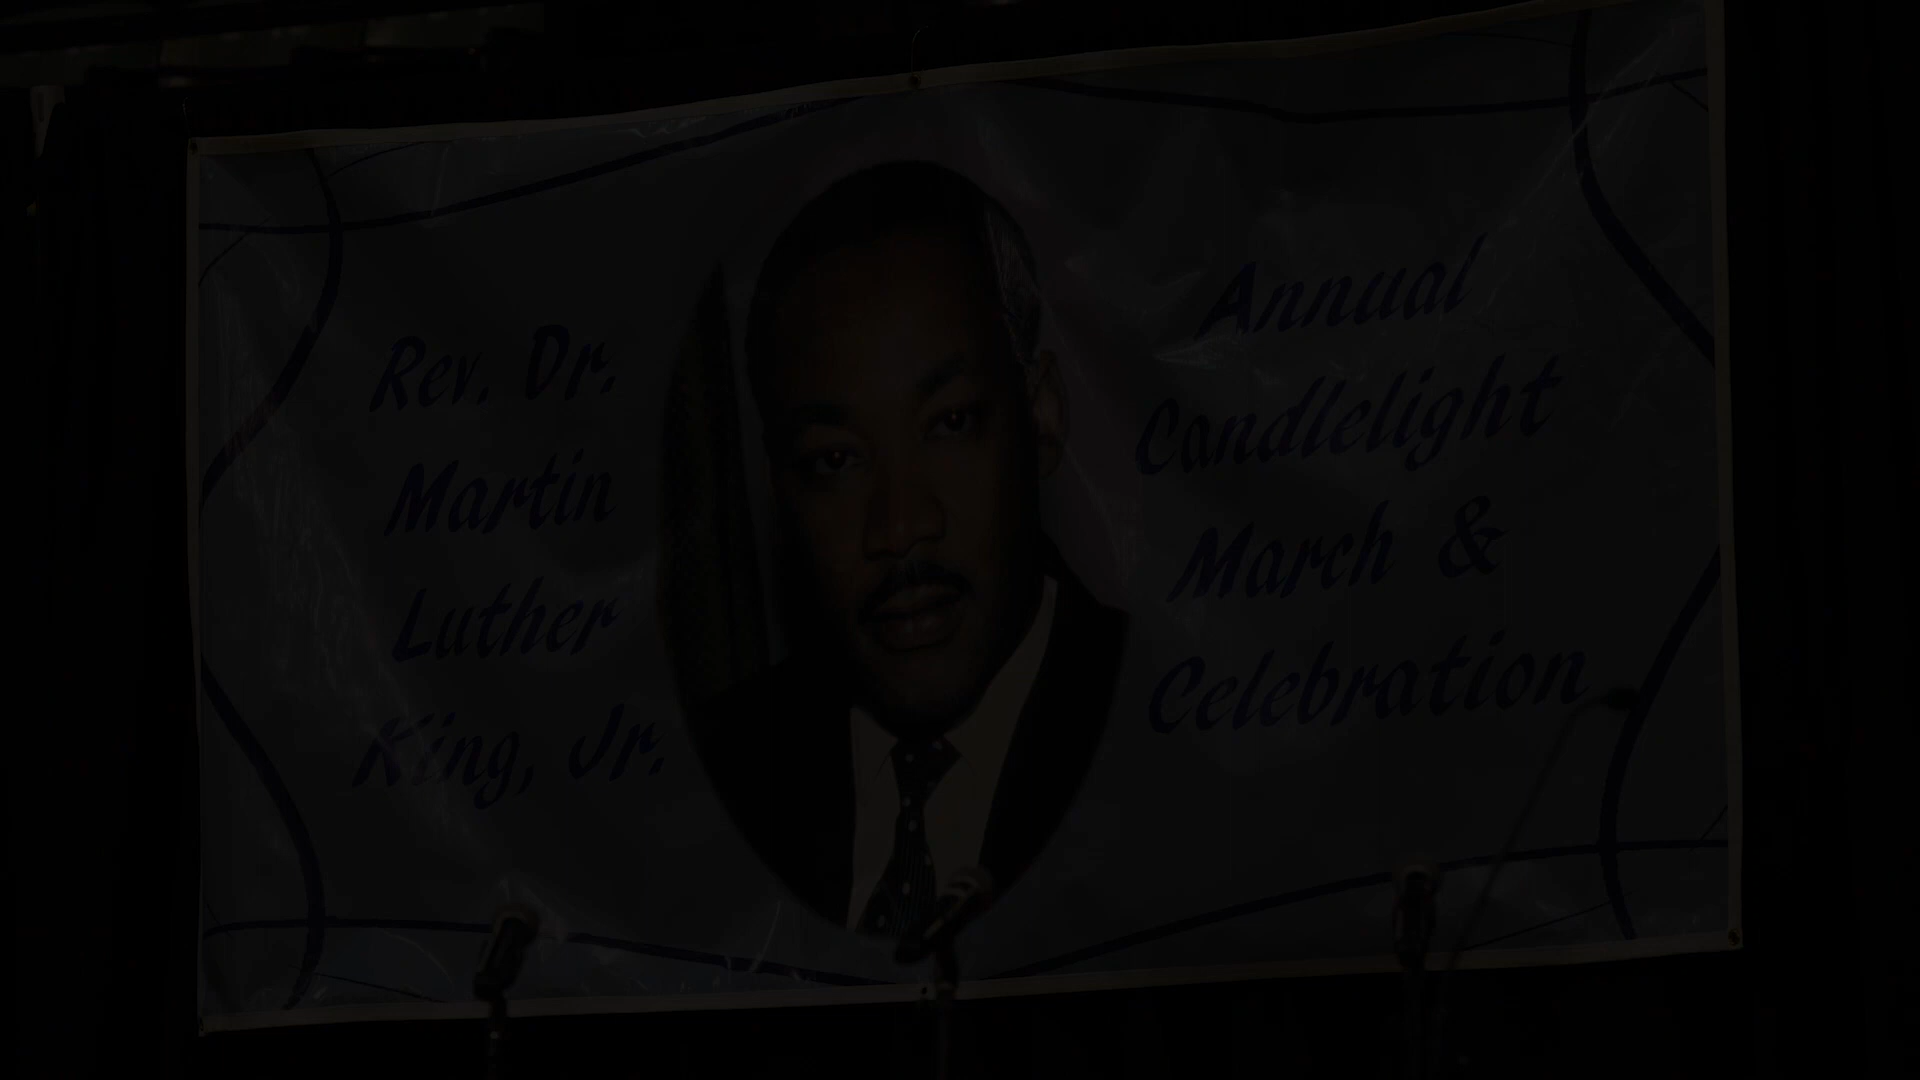 Rev. Dr.
Martin
Luther
King, Jr.
Annual
Candlelight
March &
Celebration